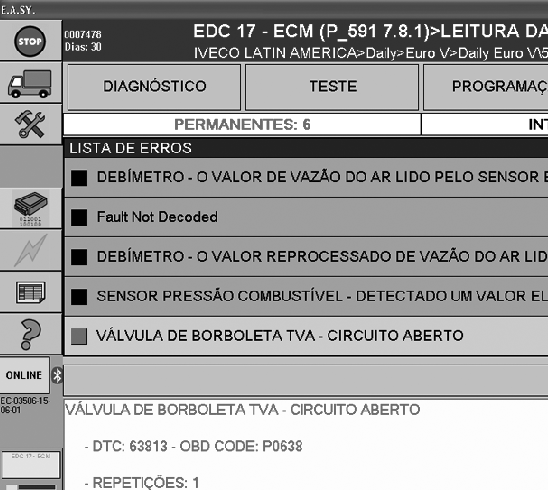 E.A.SY.
STOP
0007478
Dias: 30
EDC 17 - ECM (P_591 7.8.1)>LEITURA DA
IVECO LATIN AMERICA>Daily>Euro V>Daily Euro V\5
DIAGNÓSTICO
TESTE
PROGRAMAÇ
PERMANENTES: 6
INT
LISTA DE ERROS
DEBÍMETRO - O VALOR DE VAZÃO DO AR LIDO PELO SENSOR E
Fault Not Decoded
DEBÍMETRO - O VALOR REPROCESSADO DE VAZÃO DO AR LID
SENSOR PRESSÃO COMBUSTÍVEL - DETECTADO UM VALOR EL
VÁLVULA DE BORBOLETA TVA - CIRCUITO ABERTO
ONLINE
EC-03506-15
06-01
VÁLVULA DE BORBOLETA TVA - CIRCUITO ABERTO
- DTC: 63813 - OBD CODE: P0638
EDC 17 - ECM
- REPETIÇÕES: 1